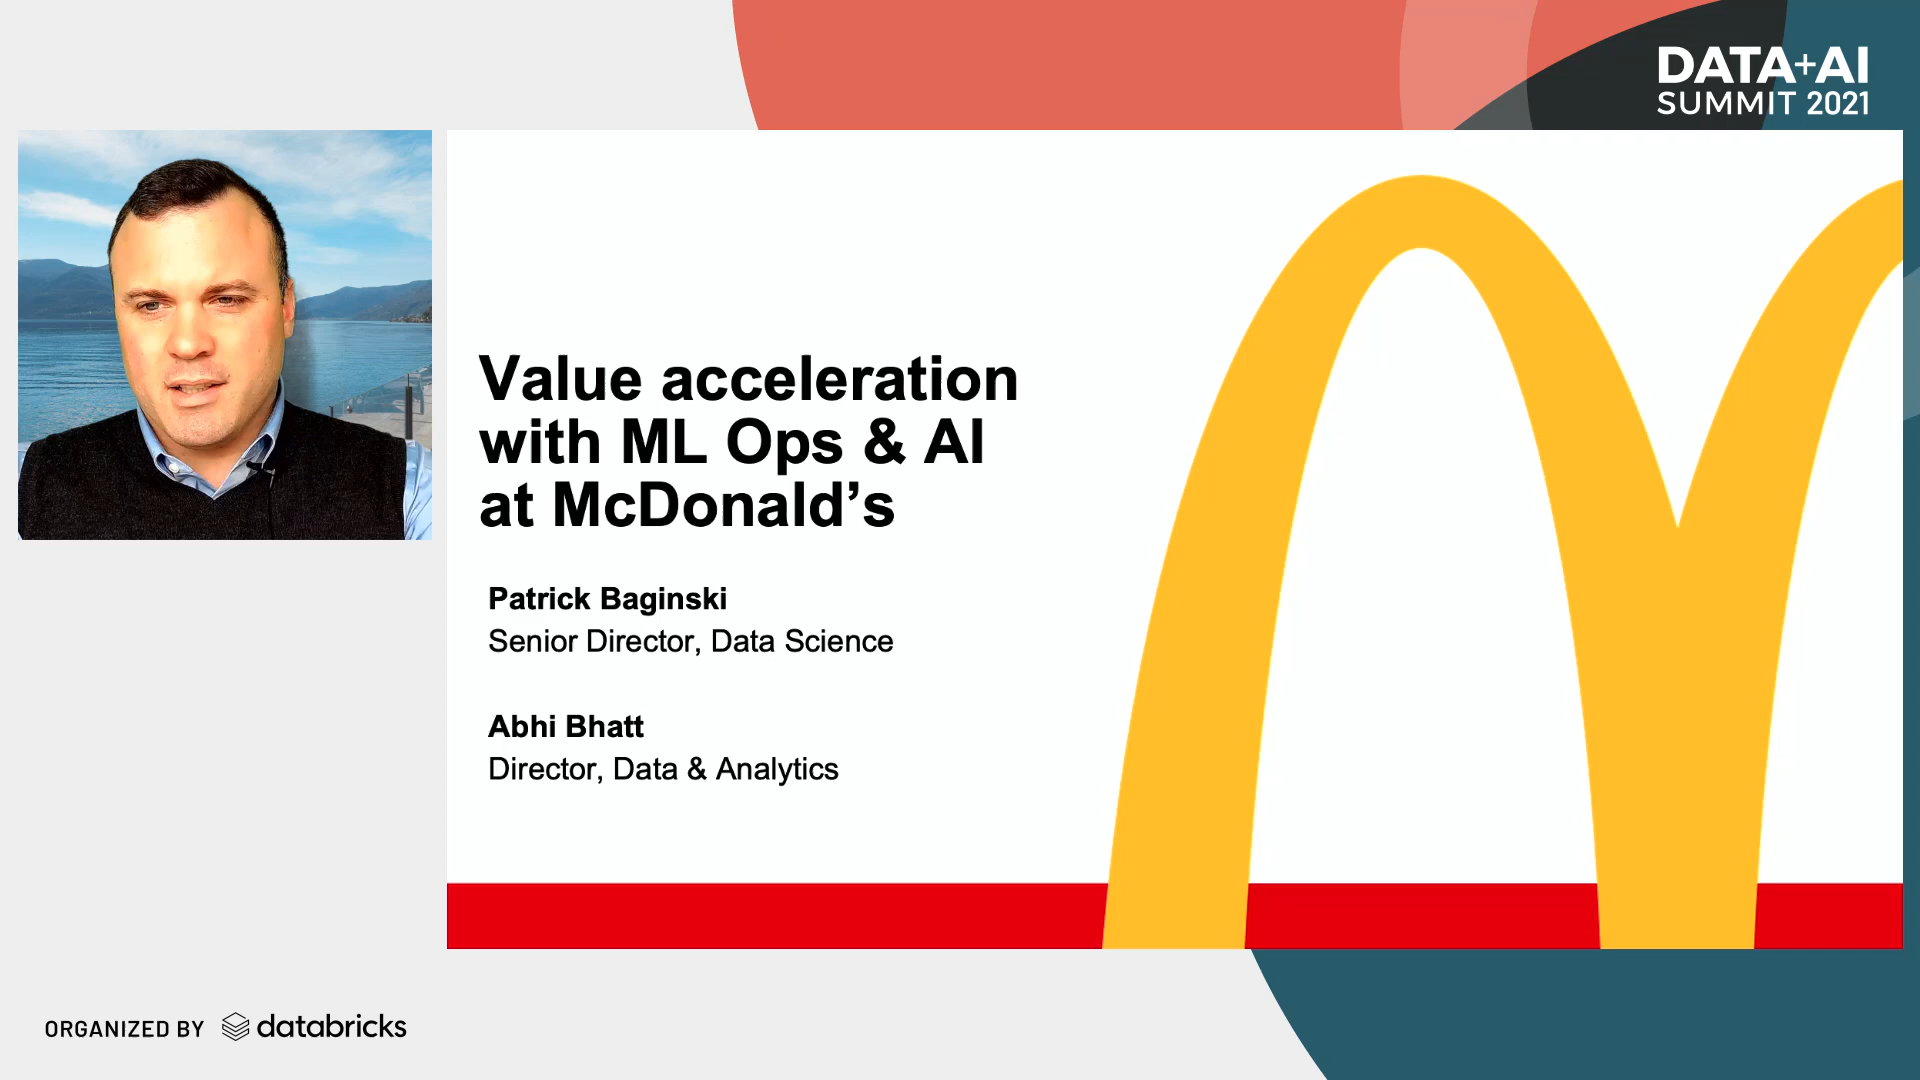 DATA+AI
SUMMIT 2021
Value acceleration
with ML Ops & AI
at McDonald’s
Patrick Baginski
Senior Director, Data Science
Abhi Bhatt
Director, Data & Analytics
ORGANIZED BY databricks